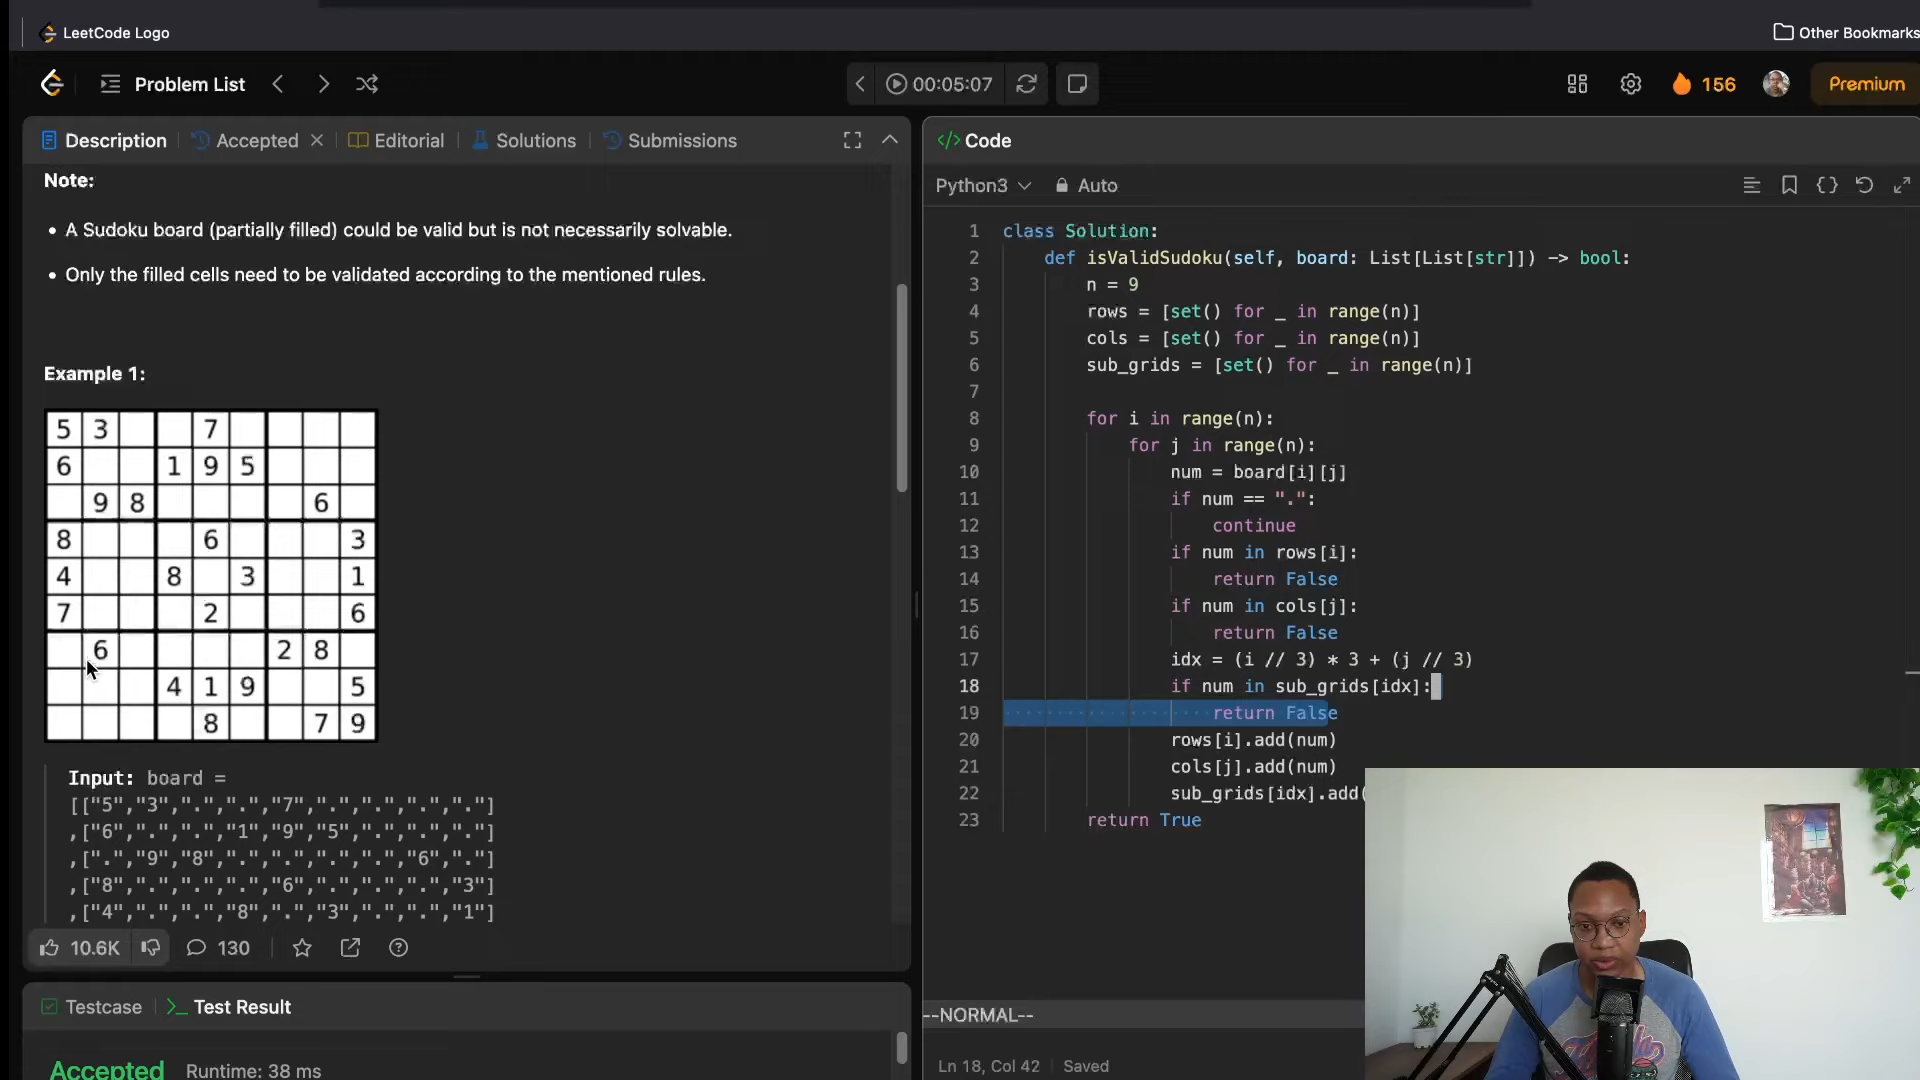 LeetCode Logo
Other Bookmarks
Problem List
00:05:07
156
Premium
Description
Accepted
Editorial
Solutions
Submissions
Note:
• A Sudoku board (partially filled) could be valid but is not necessarily solvable.
• Only the filled cells need to be validated according to the mentioned rules.
Example 1:
5 3 7
6 1 9 5
9 8 6
8 6 3
4 8 3 1
7 2 6
6 2 8
4 1 9 5
8 7 9
Input: board =
[["5","3",".",".","7",".",".",".","."]
,["6",".",".","1","9","5",".",".","."]
,[".","9","8",".",".",".",".","6","."]
,["8",".",".",".","6",".",".",".","3"]
,["4",".",".","8",".","3",".",".","1"]
10.6K
130
Testcase
>_ Test Result
Accepted
Runtime: 38 ms
</> Code
Python3
Auto
1 class Solution:
2 def isValidSudoku(self, board: List[List[str]]) -> bool:
3 n = 9
4 rows = [set() for _ in range(n)]
5 cols = [set() for _ in range(n)]
6 sub_grids = [set() for _ in range(n)]
7
8 for i in range(n):
9 for j in range(n):
10 num = board[i][j]
11 if num == ".":
12 continue
13 if num in rows[i]:
14 return False
15 if num in cols[j]:
16 return False
17 idx = (i // 3) * 3 + (j // 3)
18 if num in sub_grids[idx]:
19 return False
20 rows[i].add(num)
21 cols[j].add(num)
22 sub_grids[idx].add(
23 return True
--NORMAL--
Ln 18, Col 42
Saved